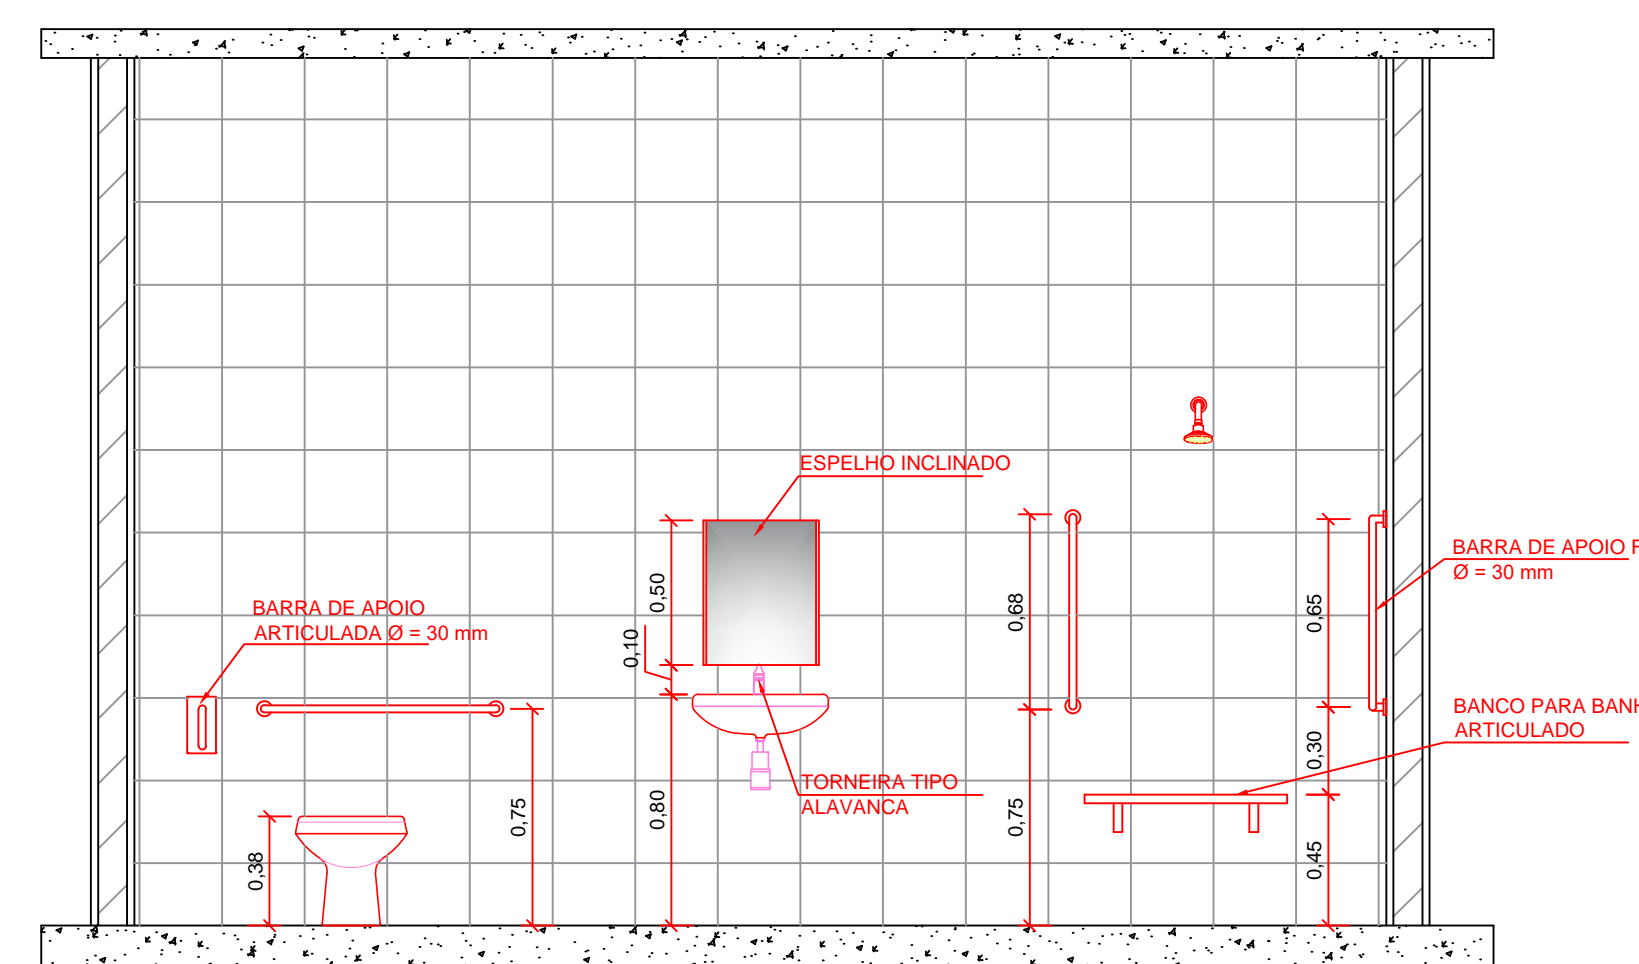 ESPELHO INCLINADO
BARRA DE APOIO
Ø = 30 mm
0,50
0,68
0,65
BARRA DE APOIO
ARTICULADA Ø = 30 mm
0,10
BANCO PARA
ARTICULADO
0,30
TORNEIRA TIPO
ALAVANCA
0,75
0,80
0,75
0,38
0,45